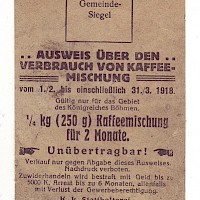 Gemeinde-
Siegel
AUSWEIS ÜBER DEN
VERBRAUCH VON KAFFEE-
MISCHUNG
vom 1./2. bis einschließlich 31./3. 1918.
Gültig nur für das Gebiet
des Königreiches Böhmen.
1/4 kg (250 g) Kaffeemischung
für 2 Monate.
Unübertragbar!
Verkauf nur gegen Abgabe dieses Ausweises.
Nachdruck verboten.
Zuwiderhandeln wird bestraft mit Geld bis zu
5000 K. Arrest bis zu 6 Monaten, allenfalls
mit Verlust der Gewerbeberechtigung.
K. k. Statthalterei